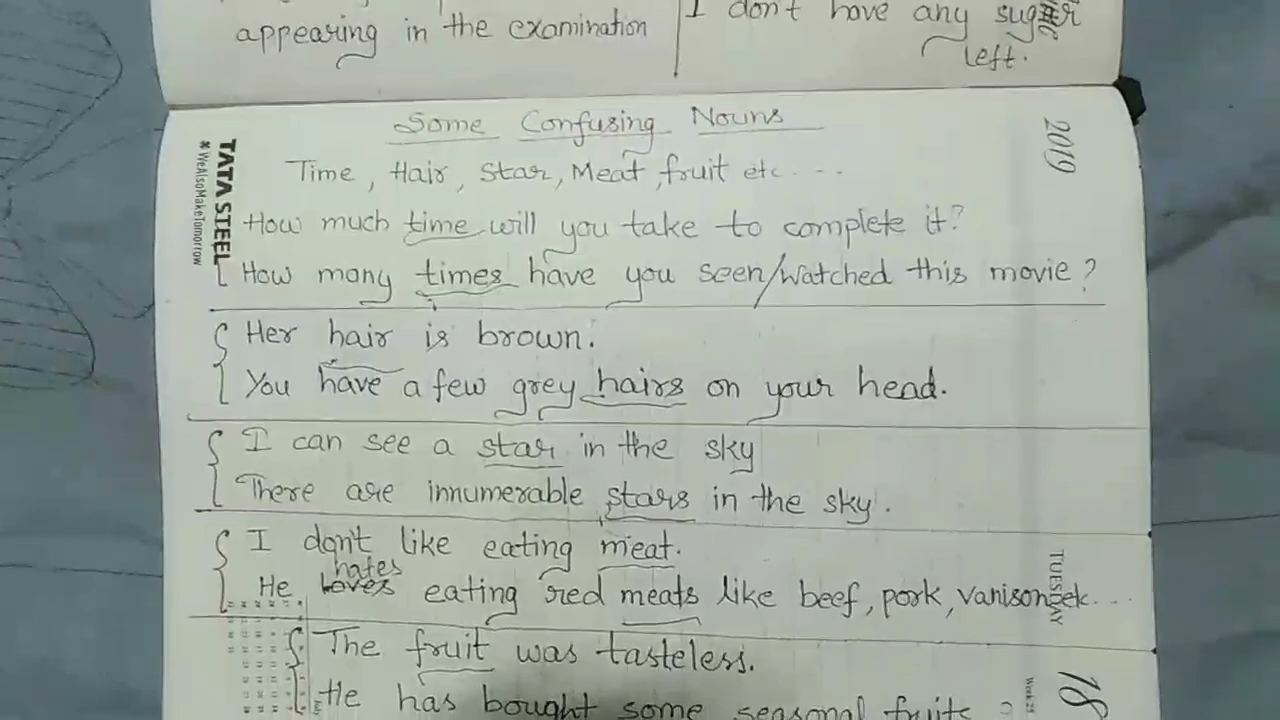 appearing in the examination
I don't have any sugar
left.
Some Confusing Nouns
Time, Hair, Star, Meat, fruit etc....
How much time will you take to complete it?
How many times have you seen/watched this movie?
Her hair is brown.
You have a few grey hairs on your head.
I can see a star in the sky
There are innumerable stars in the sky.
I don't like eating meat.
hates
He loves eating red meats like beef, pork, vanison, etc...
The fruit was tasteless.
He has bought some seasonal fruits
TATA STEEL
#WeAlsoMakeTomorrow
2019
TUESDAY
18
Week 25
July